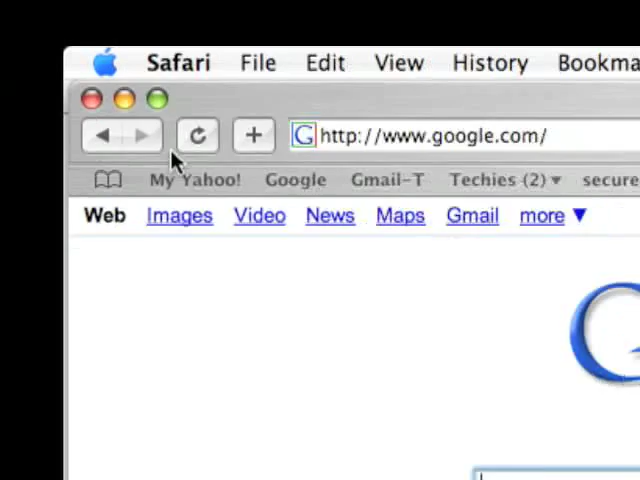 Safari File Edit View History Bookma
G http://www.google.com/
My Yahoo! Google Gmail-T Techies (2) ▾ secure
Web Images Video News Maps Gmail more ▼
G